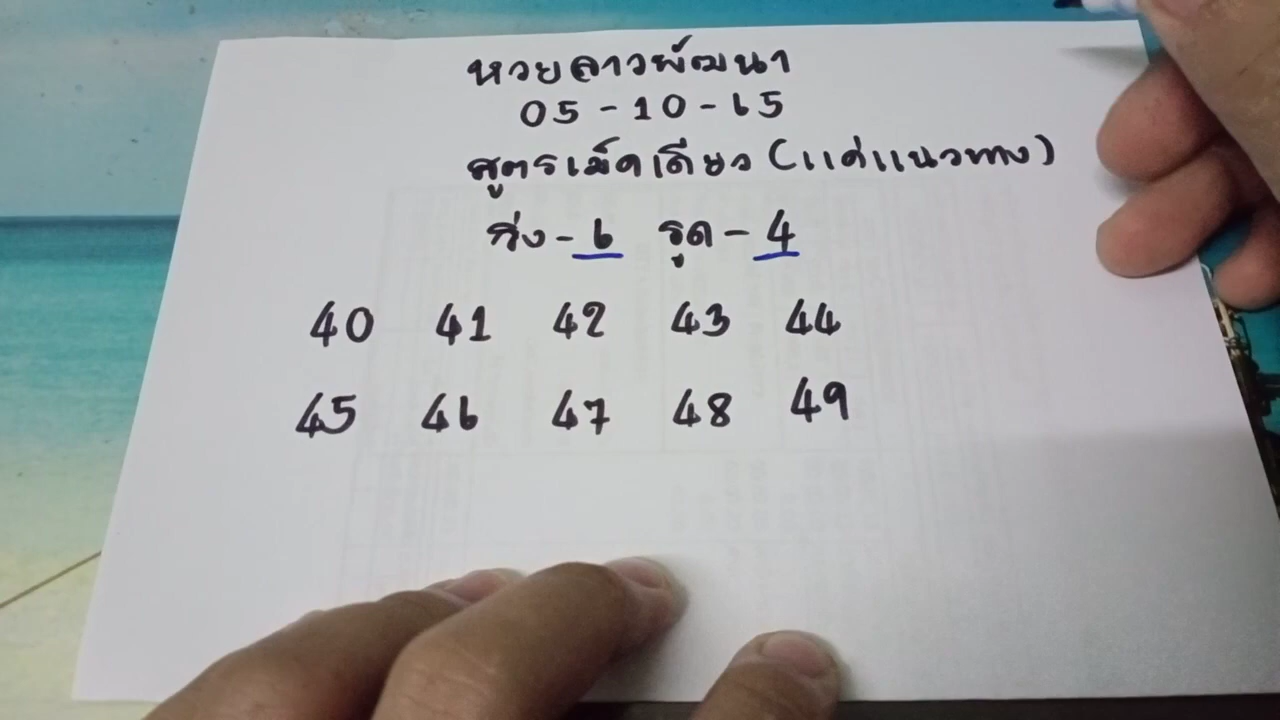 หวยลาวพัฒนา
05-10-65
สูตรเม็ดเดียว (แค่แนวทาง)
วิ่ง-6 รูด-4
40 41 42 43 44
45 46 47 48 49